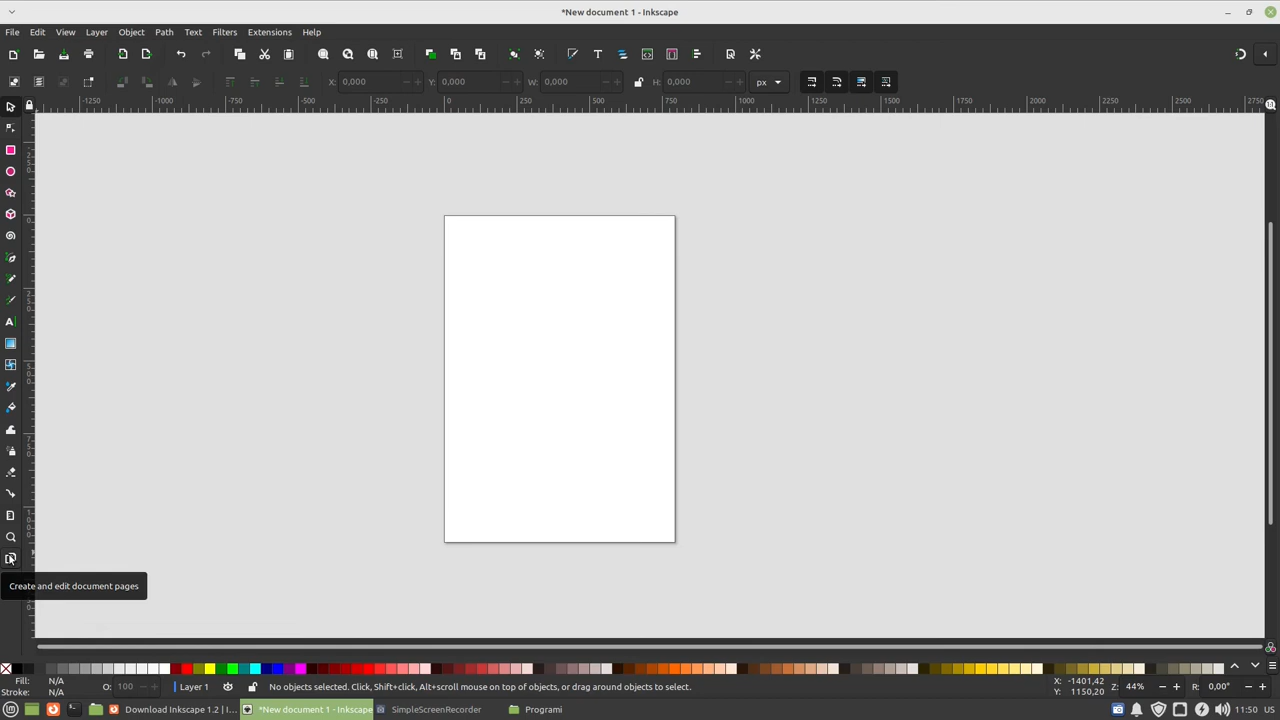 *New document 1 - Inkscape
File Edit View Layer Object Path Text Filters Extensions Help
X: 0,000 Y: 0,000 W: 0,000 H: 0,000 px
-1250 -1000 -750 -500 -250 0 250 500 750 1000 1250 1500 1750 2000 2250 2500 2750
Create and edit document pages
Fill: N/A
Stroke: N/A
O: 100
Layer 1
No objects selected. Click, Shift+click, Alt+scroll mouse on top of objects, or drag around objects to select.
X: -1401,42
Y: 1150,20
Z: 44%
R: 0,00°
Download Inkscape 1.2 | I... *New document 1 - Inkscape SimpleScreenRecorder Programi 11:50 US